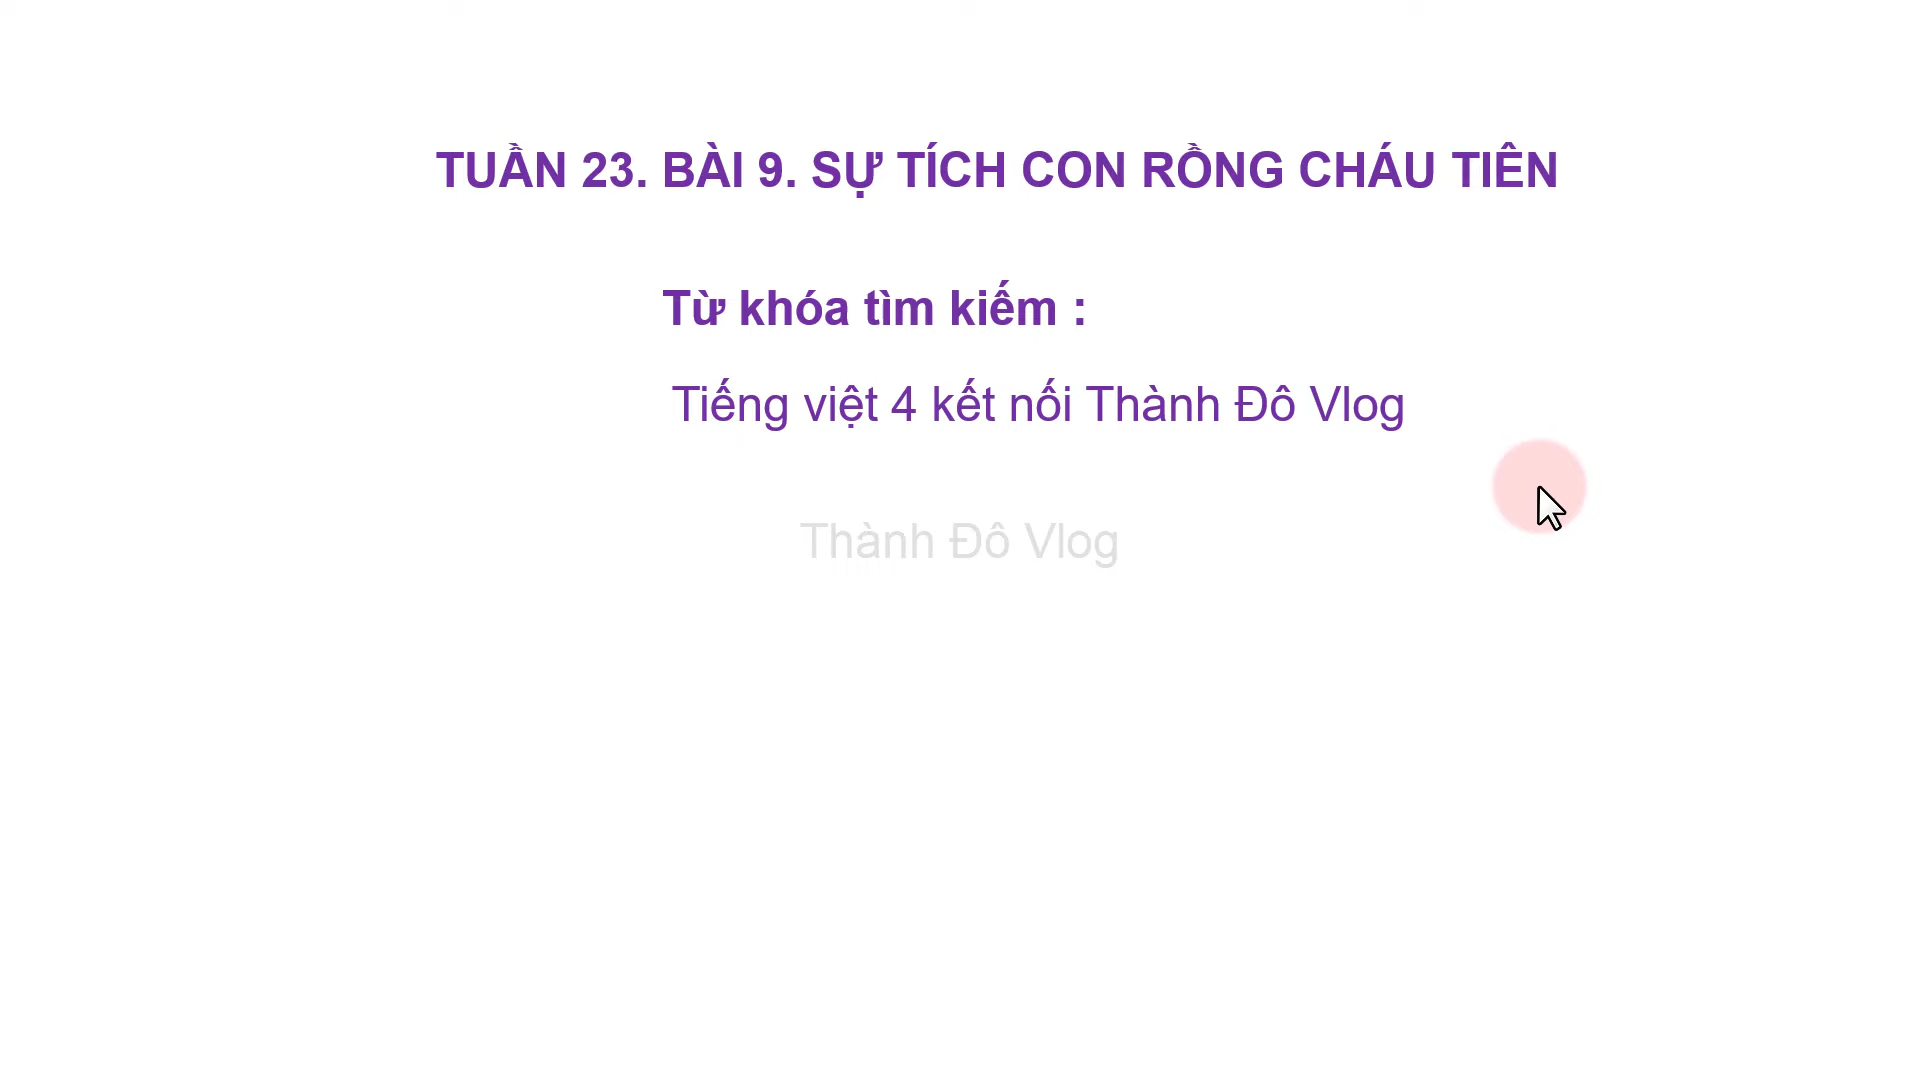 TUẦN 23. BÀI 9. SỰ TÍCH CON RỒNG CHÁU TIÊN
Từ khóa tìm kiếm :
Tiếng việt 4 kết nối Thành Đô Vlog
Thành Đô Vlog